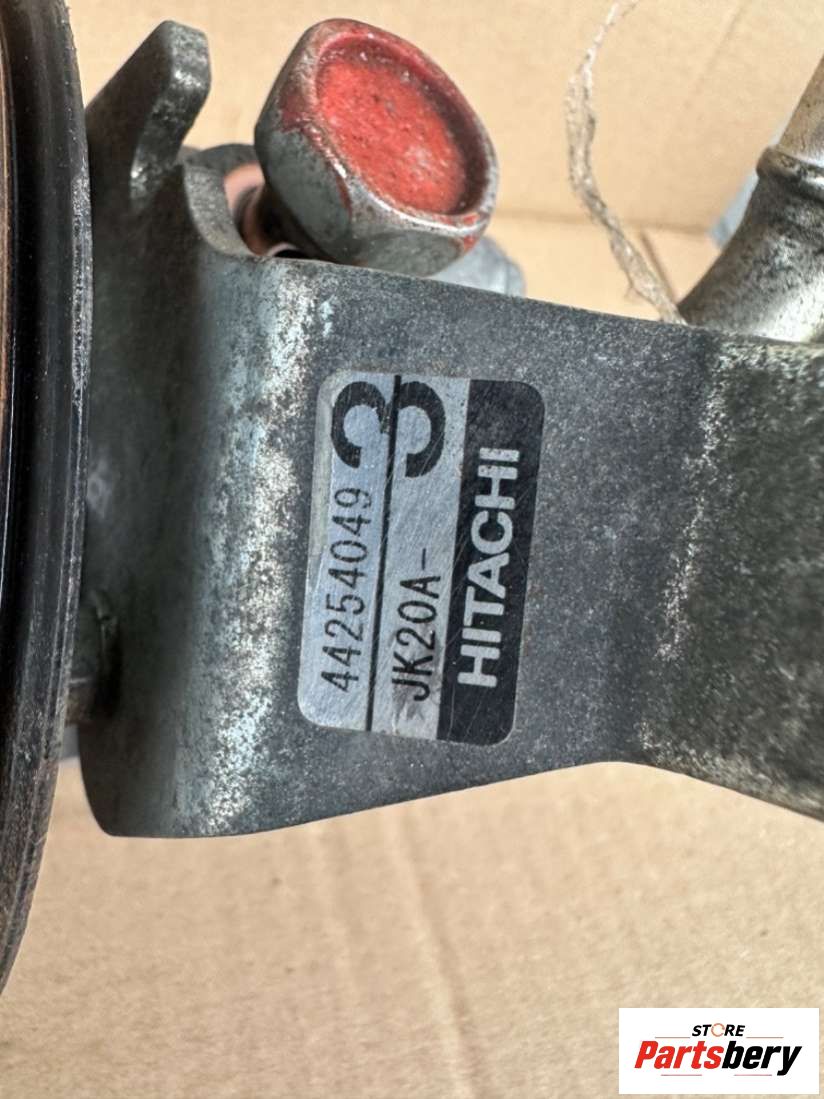 44254049
JK20A-
3
HITACHI
STORE
Partsbery